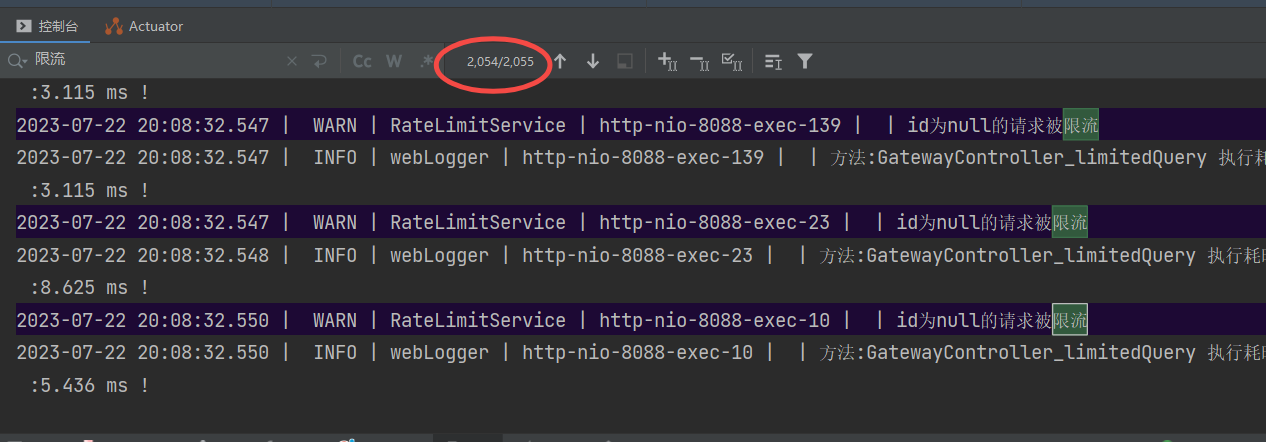 控制台 Actuator
限流 Cc W .* 2,054/2,055
:3.115 ms !
2023-07-22 20:08:32.547 | WARN | RateLimitService | http-nio-8088-exec-139 | | id为null的请求被限流
2023-07-22 20:08:32.547 | INFO | webLogger | http-nio-8088-exec-139 | | 方法:GatewayController_limitedQuery 执行耗
:3.115 ms !
2023-07-22 20:08:32.547 | WARN | RateLimitService | http-nio-8088-exec-23 | | id为null的请求被限流
2023-07-22 20:08:32.548 | INFO | webLogger | http-nio-8088-exec-23 | | 方法:GatewayController_limitedQuery 执行耗时
:8.625 ms !
2023-07-22 20:08:32.550 | WARN | RateLimitService | http-nio-8088-exec-10 | | id为null的请求被限流
2023-07-22 20:08:32.550 | INFO | webLogger | http-nio-8088-exec-10 | | 方法:GatewayController_limitedQuery 执行耗时
:5.436 ms !